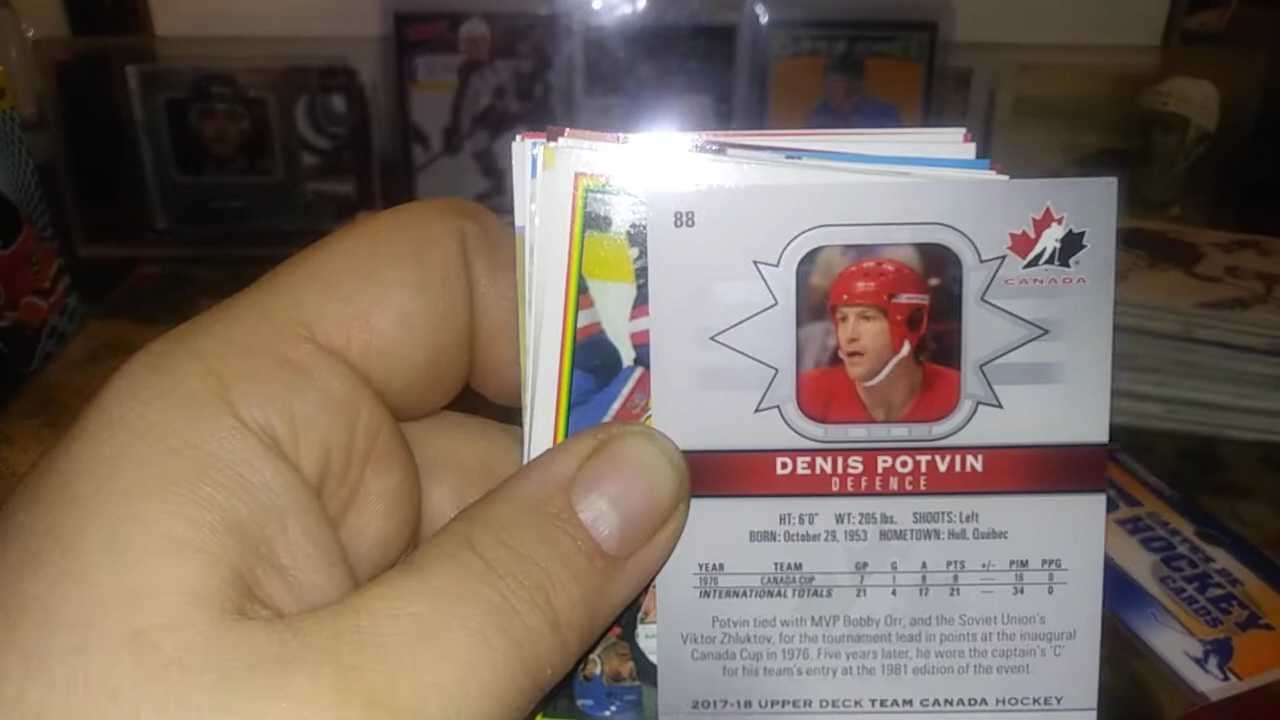 88
CANADA
DENIS POTVIN
DEFENCE
HT: 6'0" WT: 205 lbs. SHOOTS: Left
BORN: October 29, 1953 HOMETOWN: Hull, Québec
YEAR TEAM GP G A PTS +/- PIM PPG
1976 CANADA CUP 7 1 8 9 — 16 0
INTERNATIONAL TOTALS 21 4 17 21 — 34 0
Potvin tied with MVP Bobby Orr, and the Soviet Union's
Viktor Zhluktov, for the tournament lead in points at the inaugural
Canada Cup in 1976. Five years later, he wore the captain's 'C'
for his team's entry at the 1981 edition of the event.
2017-18 UPPER DECK TEAM CANADA HOCKEY
HOCKEY
CARDS